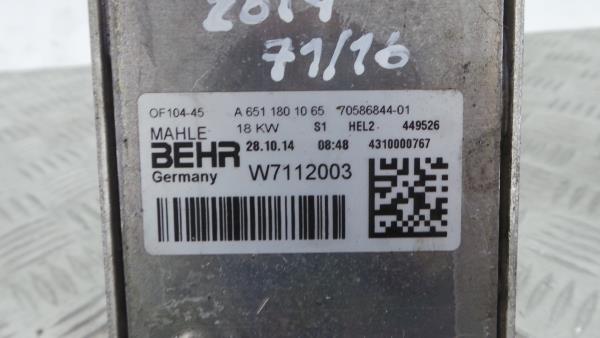 2014
71/16
OF104-45 A 651 180 10 65 70586844-01
MAHLE 18 KW S1 HEL2 449526
BEHR 28.10.14 08:48 4310000767
Germany W7112003